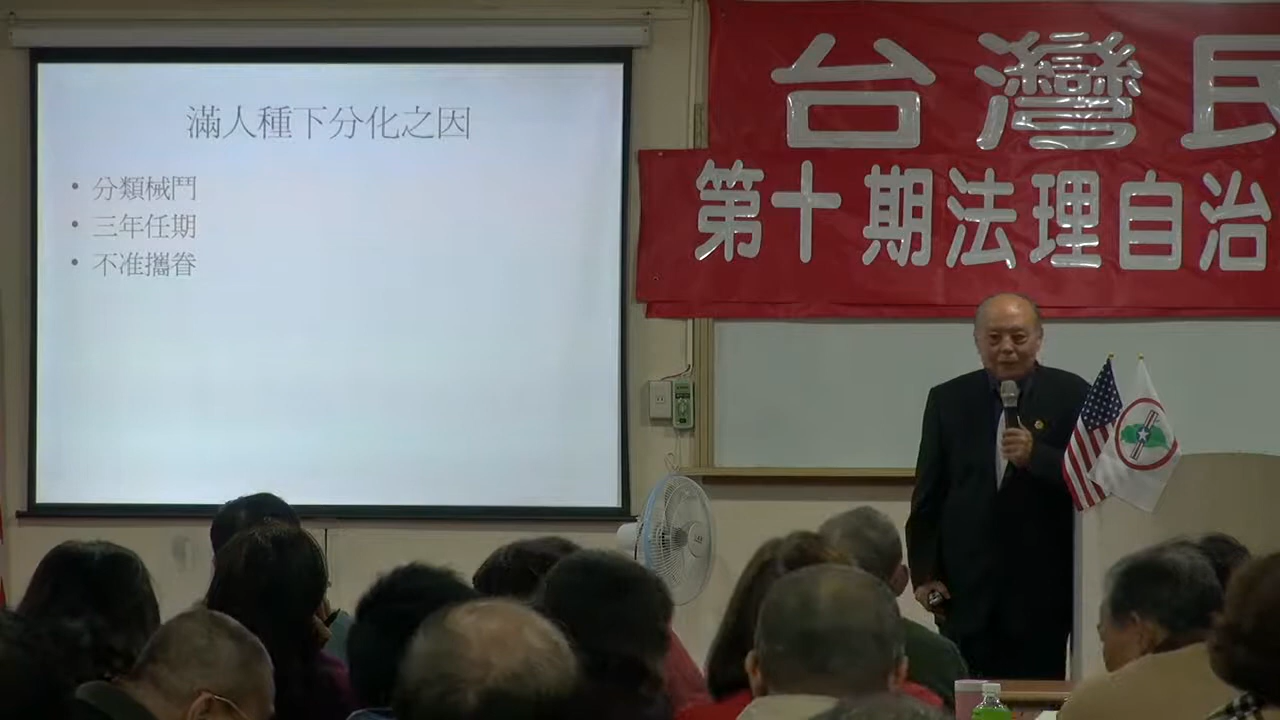 滿人種下分化之因
• 分類械鬥
• 三年任期
• 不准攜眷
台灣民
第十期法理自治